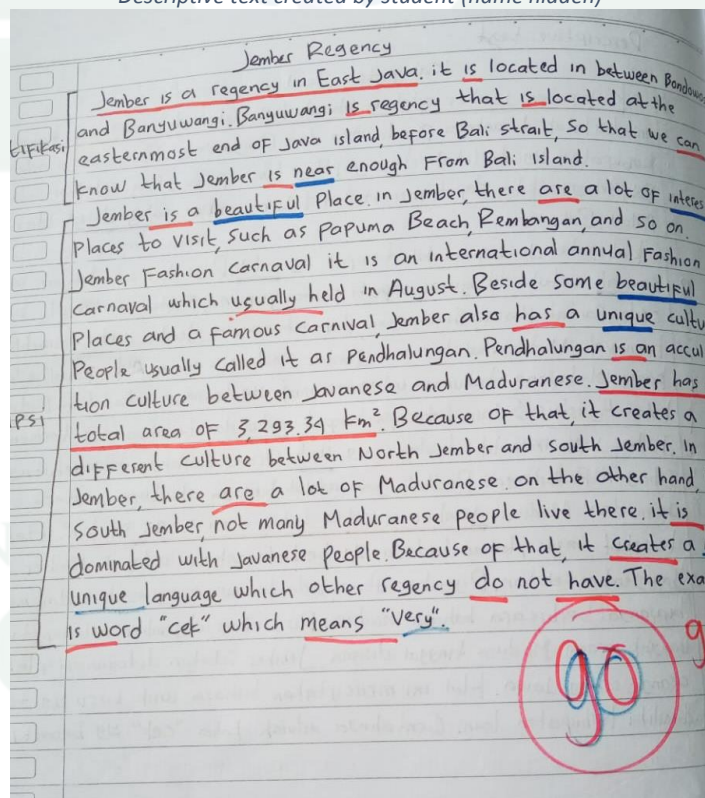 Descriptive text created by student (name hidden)
Jember Regency
Jember is a regency in East Java. it is located in between Bondowo
and Banyuwangi. Banyuwangi is regency that is located at the
tifikasi
easternmost end of Java island, before Bali strait, so that we can
know that Jember is near enough From Bali Island.
Jember is a beautiful Place. in Jember, there are a lot of interes
Places to visit, such as Papuma Beach, Rembangan, and so on.
Jember Fashion Carnaval it is an international annual Fashion
carnaval which usually held in August. Beside some beautiful
Places and a famous Carnival, Jember also has a unique cultu
People usually called it as Pendhalungan. Pendhalungan is an accul
tion culture between Javanese and Maduranese. Jember has
psi
total area of 3,293.34 Km². Because of that, it creates a
different culture between North Jember and south Jember. in
Jember, there are a lot of Maduranese. on the other hand,
south Jember, not many Maduranese people live there. it is
dominated with Javanese people. Because of that, it creates a
unique language which other regency do not have. The exa
is word "cek" which means "very".
90
9